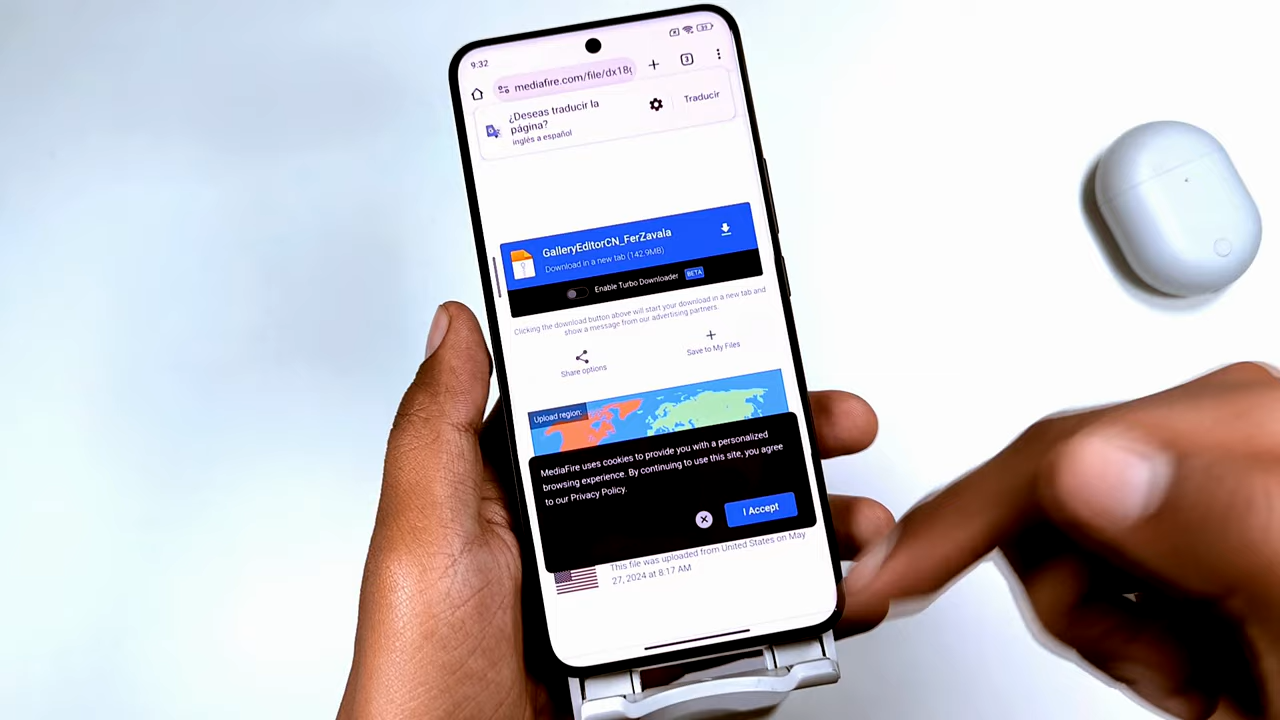 9:32
31
mediafire.com/file/dx18
3
¿Deseas traducir la
página?
inglés a español
Traducir
GalleryEditorCN_FerZavala
Download in a new tab (142.9MB)
Enable Turbo Downloader BETA
Clicking the download button above will start your download in a new tab and
show a message from our advertising partners.
Share options
Save to My Files
Upload region:
MediaFire uses cookies to provide you with a personalized
browsing experience. By continuing to use this site, you agree
to our Privacy Policy.
I Accept
This file was uploaded from United States on May
27, 2024 at 8:17 AM